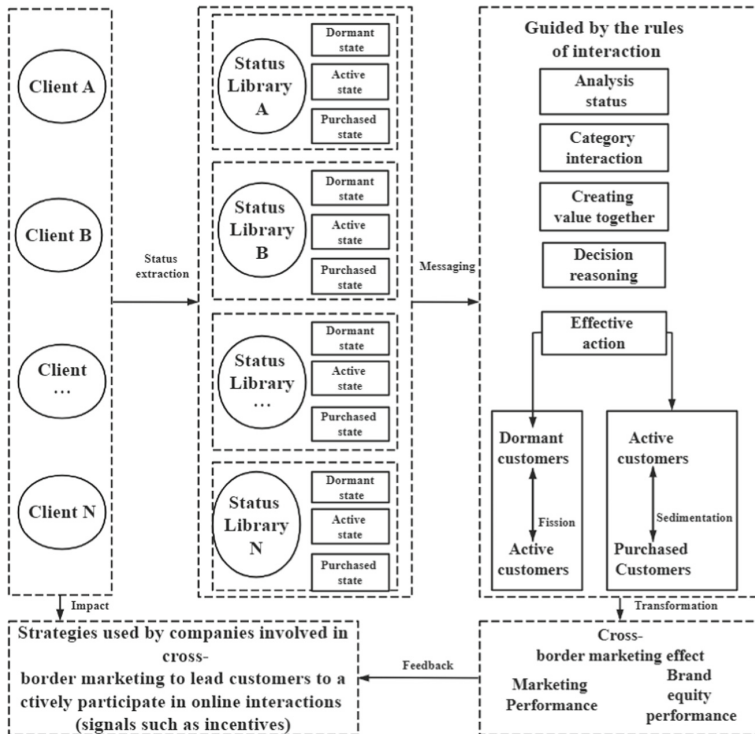 Client A
Client B
Client
...
Client N
Status
extraction
Status
Library
A
Dormant
state
Active
state
Purchased
state
Status
Library
B
Dormant
state
Active
state
Purchased
state
Status
Library
...
Dormant
state
Active
state
Purchased
state
Status
Library
N
Dormant
state
Active
state
Purchased
state
Messaging
Guided by the rules
of interaction
Analysis
status
Category
interaction
Creating
value together
Decision
reasoning
Effective
action
Dormant
customers
Fission
Active
customers
Active
customers
Sedimentation
Purchased
Customers
Impact
Transformation
Strategies used by companies involved in
cross-
border marketing to lead customers to a
ctively participate in online interactions
(signals such as incentives)
Feedback
Cross-
border marketing effect
Marketing
Performance
Brand
equity
performance